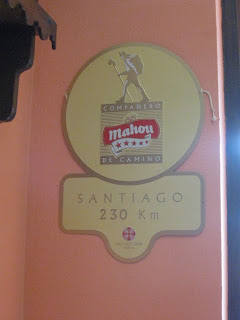 COMPAÑERO
Mahou
DE CAMINO
SANTIAGO
230 Km